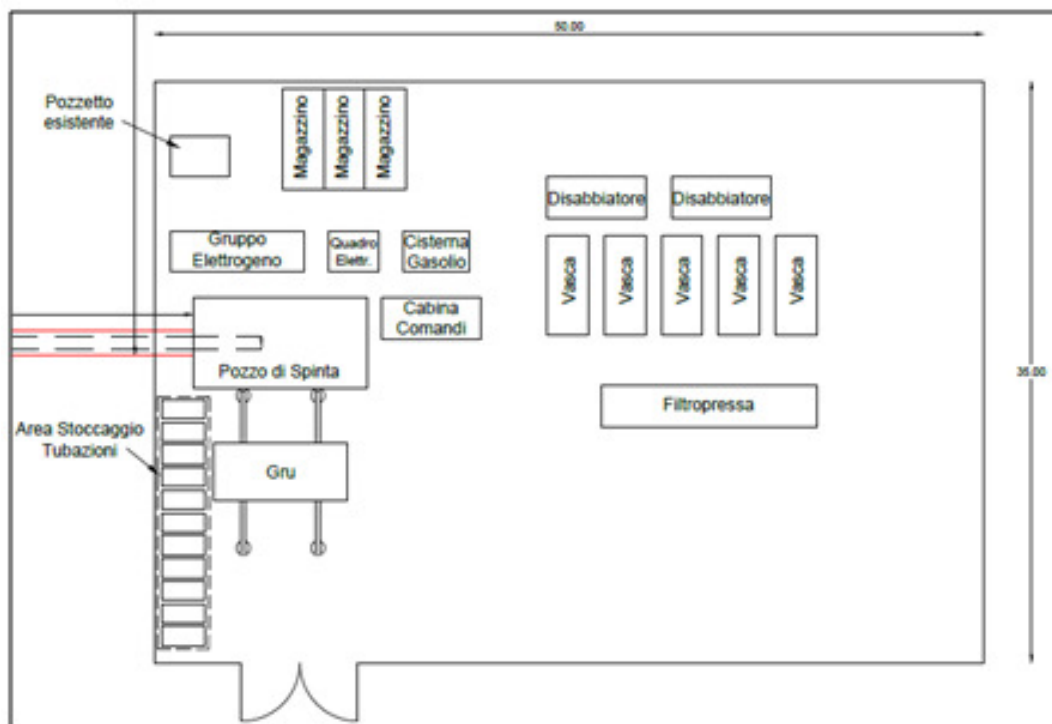 50.00
Pozzetto
esistente
Magazzino
Magazzino
Magazzino
Disabbiatore
Disabbiatore
Gruppo
Elettrogeno
Quadro
Elettr.
Cisterna
Gasolio
Vasca
Vasca
Vasca
Vasca
Vasca
Cabina
Comandi
Pozzo di Spinta
35.00
Filtropressa
Area Stoccaggio
Tubazioni
Gru